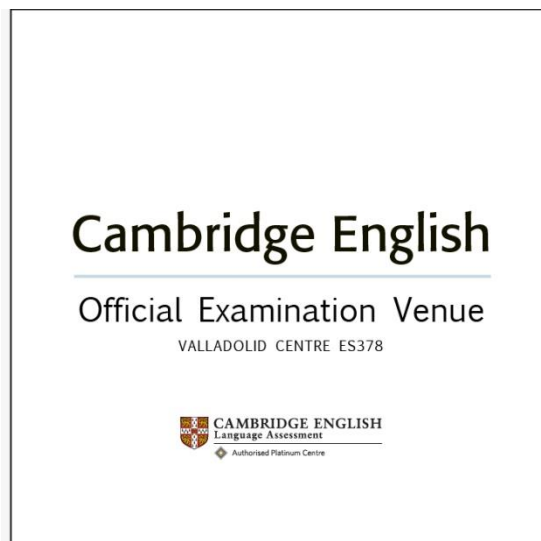 Cambridge English
Official Examination Venue
VALLADOLID CENTRE ES378
CAMBRIDGE ENGLISH
Language Assessment
Authorised Platinum Centre